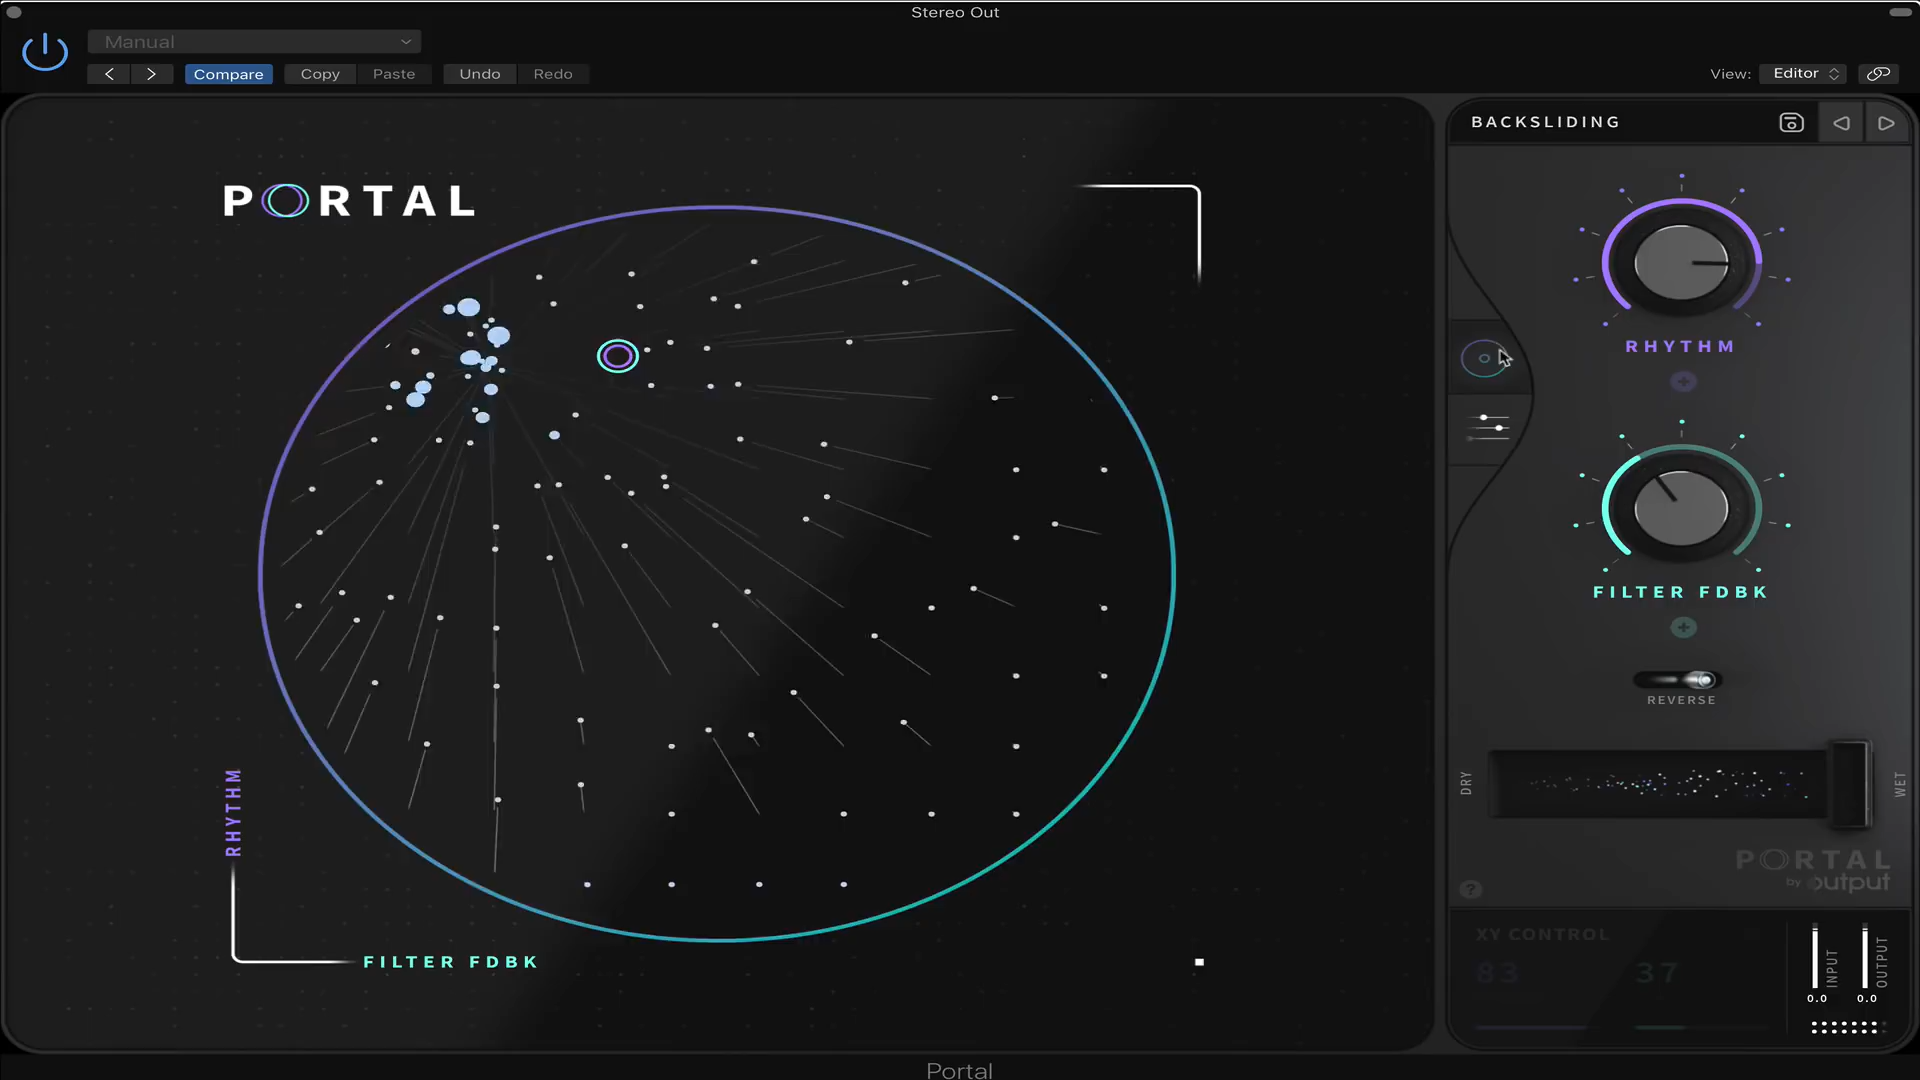 Stereo Out
Manual
Compare Copy Paste Undo Redo
View: Editor
BACKSLIDING
PORTAL
RHYTHM
FILTER FDBK
REVERSE
DRY
WET
PORTAL
by output
?
RHYTHM
FILTER FDBK
XY CONTROL
83 37
INPUT
OUTPUT
0.0 0.0
Portal